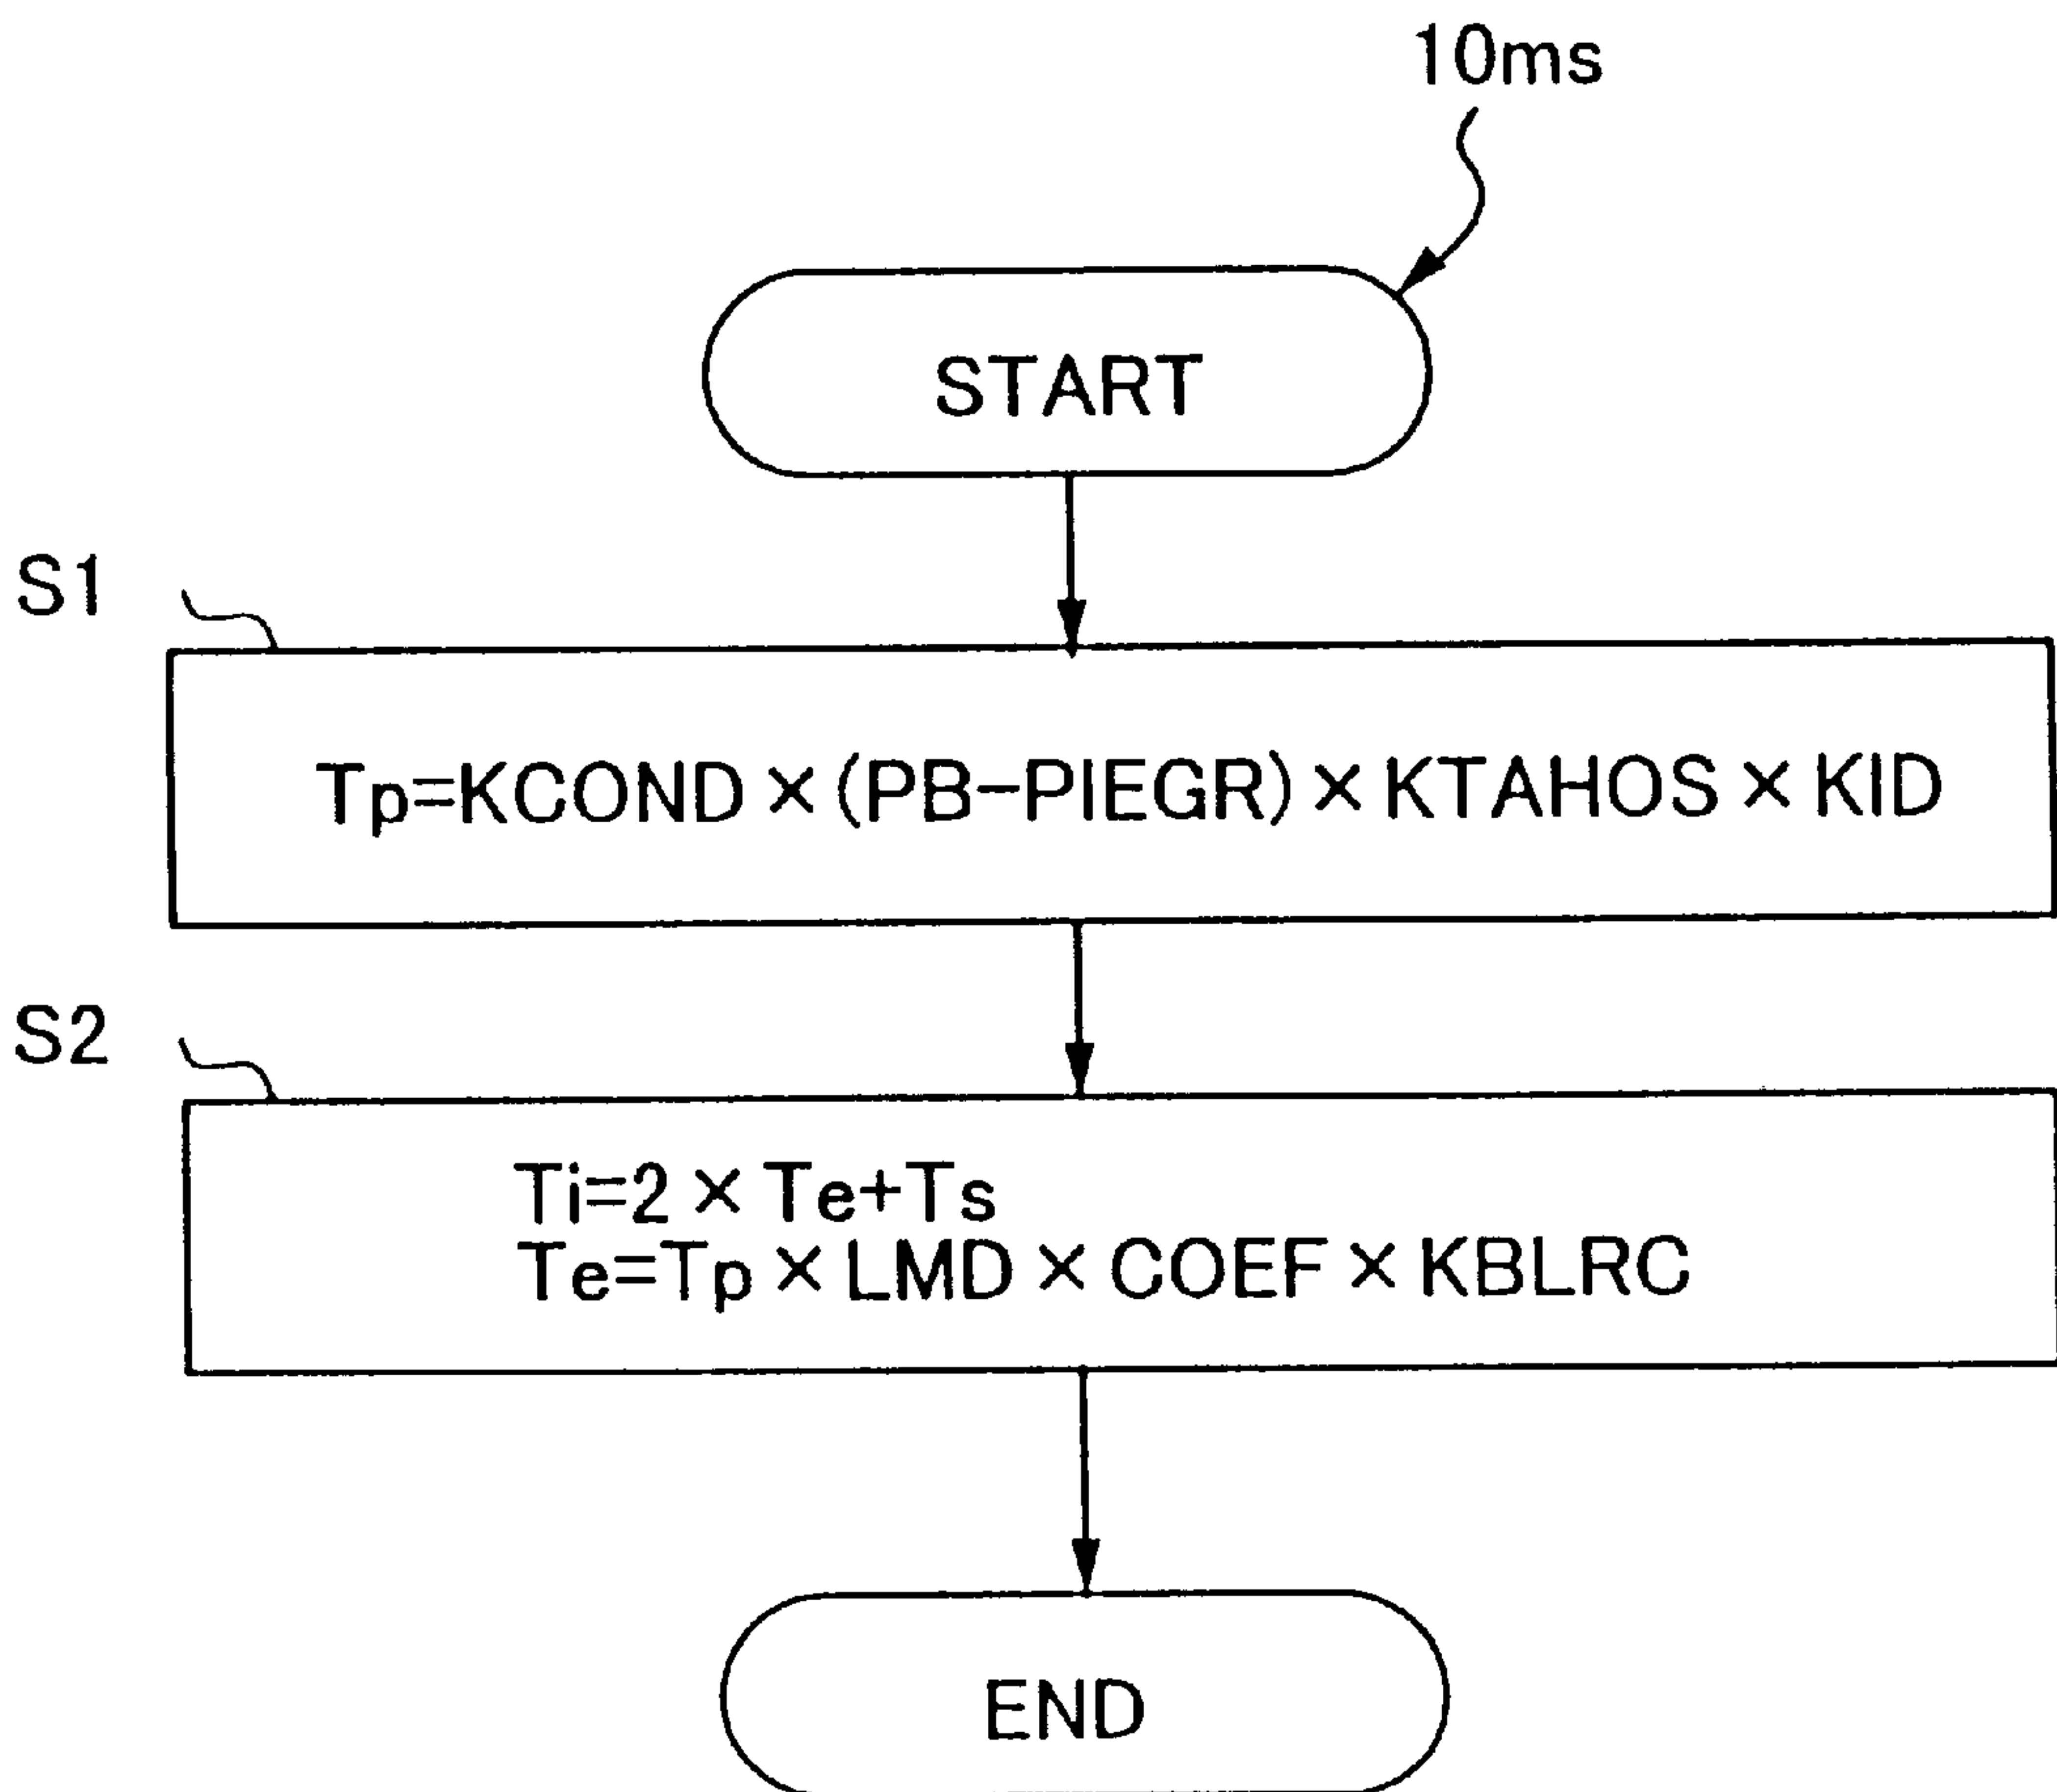 10ms
START
S1
Tp=KCOND×(PB-PIEGR)×KTAHOS×KID
S2
Ti=2×Te+Ts
Te=Tp×LMD×COEF×KBLRC
END